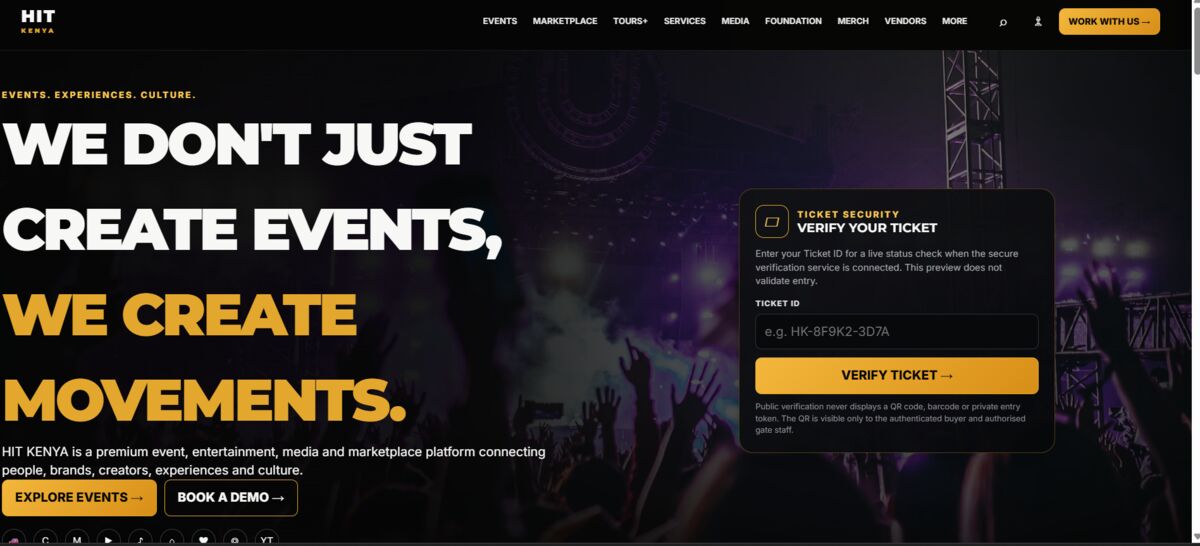 HIT
KENYA
EVENTS MARKETPLACE TOURS+ SERVICES MEDIA FOUNDATION MERCH VENDORS MORE
WORK WITH US →
EVENTS. EXPERIENCES. CULTURE.
WE DON'T JUST
CREATE EVENTS,
WE CREATE
MOVEMENTS.
HIT KENYA is a premium event, entertainment, media and marketplace platform connecting
people, brands, creators, experiences and culture.
EXPLORE EVENTS →
BOOK A DEMO →
C M YT
TICKET SECURITY
VERIFY YOUR TICKET
Enter your Ticket ID for a live status check when the secure
verification service is connected. This preview does not
validate entry.
TICKET ID
e.g. HK-8F9K2-3D7A
VERIFY TICKET →
Public verification never displays a QR code, barcode or private entry
token. The QR is visible only to the authenticated buyer and authorised
gate staff.